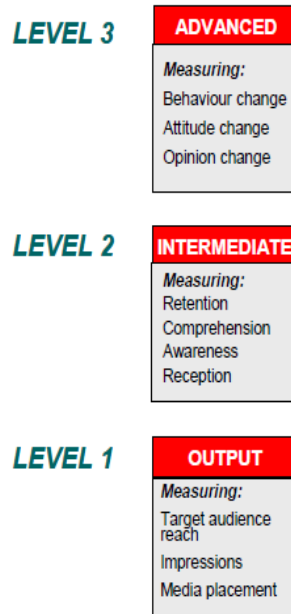 LEVEL 3
ADVANCED
Measuring:
Behaviour change
Attitude change
Opinion change
LEVEL 2
INTERMEDIATE
Measuring:
Retention
Comprehension
Awareness
Reception
LEVEL 1
OUTPUT
Measuring:
Target audience
reach
Impressions
Media placement